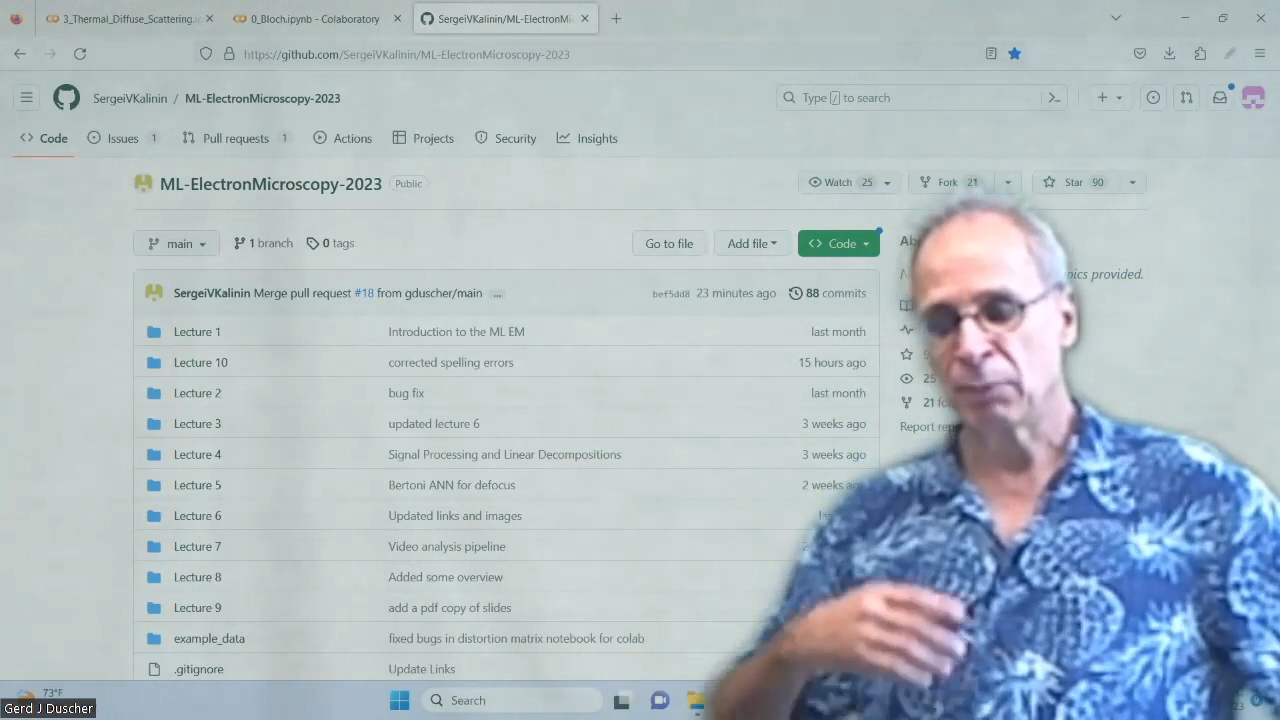 3_Thermal_Diffuse_Scattering.i
0_Bloch.ipynb - Colaboratory
SergeiVKalinin/ML-ElectronMi
https://github.com/SergeiVKalinin/ML-ElectronMicroscopy-2023
SergeiVKalinin / ML-ElectronMicroscopy-2023
Type / to search
Code
Issues 1
Pull requests 1
Actions
Projects
Security
Insights
ML-ElectronMicroscopy-2023 Public
Watch 25
Fork 21
Star 90
main
1 branch
0 tags
Go to file
Add file
Code
SergeiVKalinin Merge pull request #18 from gduscher/main ... bef5dd8 23 minutes ago 88 commits
Lecture 1 Introduction to the ML EM last month
Lecture 10 corrected spelling errors 15 hours ago
Lecture 2 bug fix last month
Lecture 3 updated lecture 6 3 weeks ago
Lecture 4 Signal Processing and Linear Decompositions 3 weeks ago
Lecture 5 Bertoni ANN for defocus 2 weeks
Lecture 6 Updated links and images
Lecture 7 Video analysis pipeline
Lecture 8 Added some overview
Lecture 9 add a pdf copy of slides
example_data fixed bugs in distortion matrix notebook for colab
.gitignore Update Links
provided.
25
21
Report
73°F
Search
Gerd J Duscher